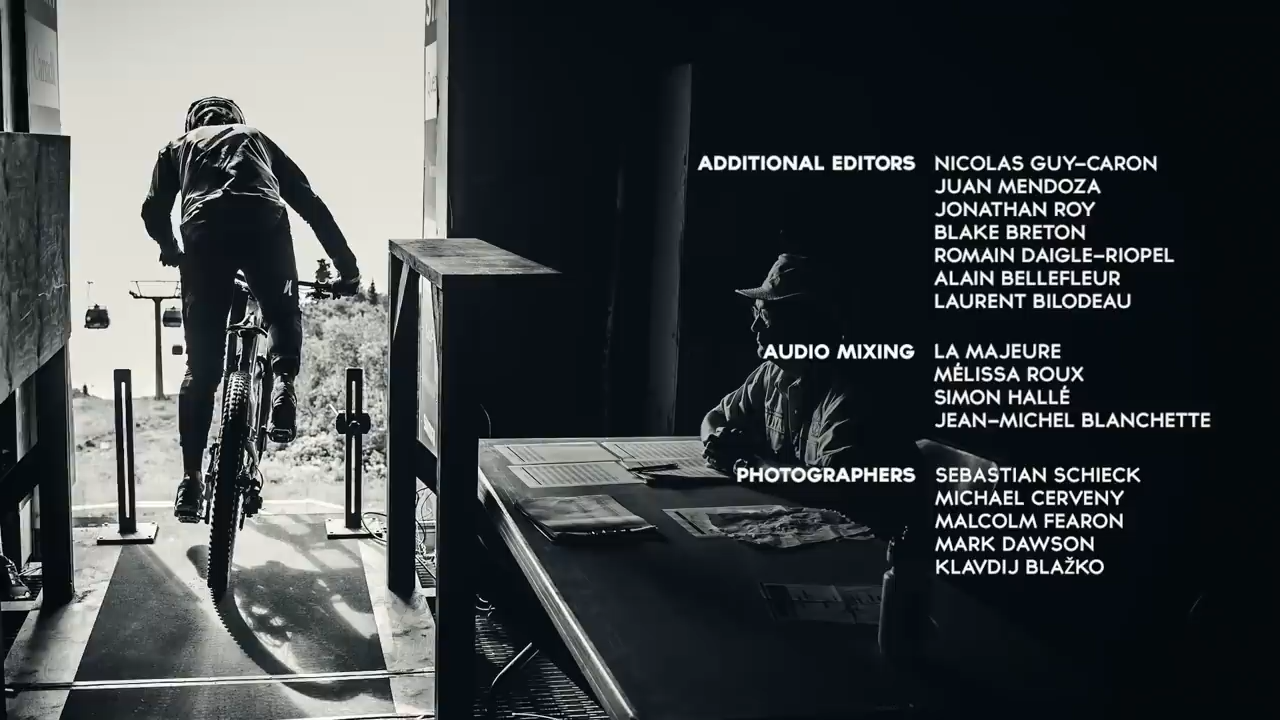 ADDITIONAL EDITORS NICOLAS GUY–CARON
JUAN MENDOZA
JONATHAN ROY
BLAKE BRETON
ROMAIN DAIGLE–RIOPEL
ALAIN BELLEFLEUR
LAURENT BILODEAU
AUDIO MIXING LA MAJEURE
MÉLISSA ROUX
SIMON HALLÉ
JEAN–MICHEL BLANCHETTE
PHOTOGRAPHERS SEBASTIAN SCHIECK
MICHAEL CERVENY
MALCOLM FEARON
MARK DAWSON
KLAVDIJ BLAŽKO